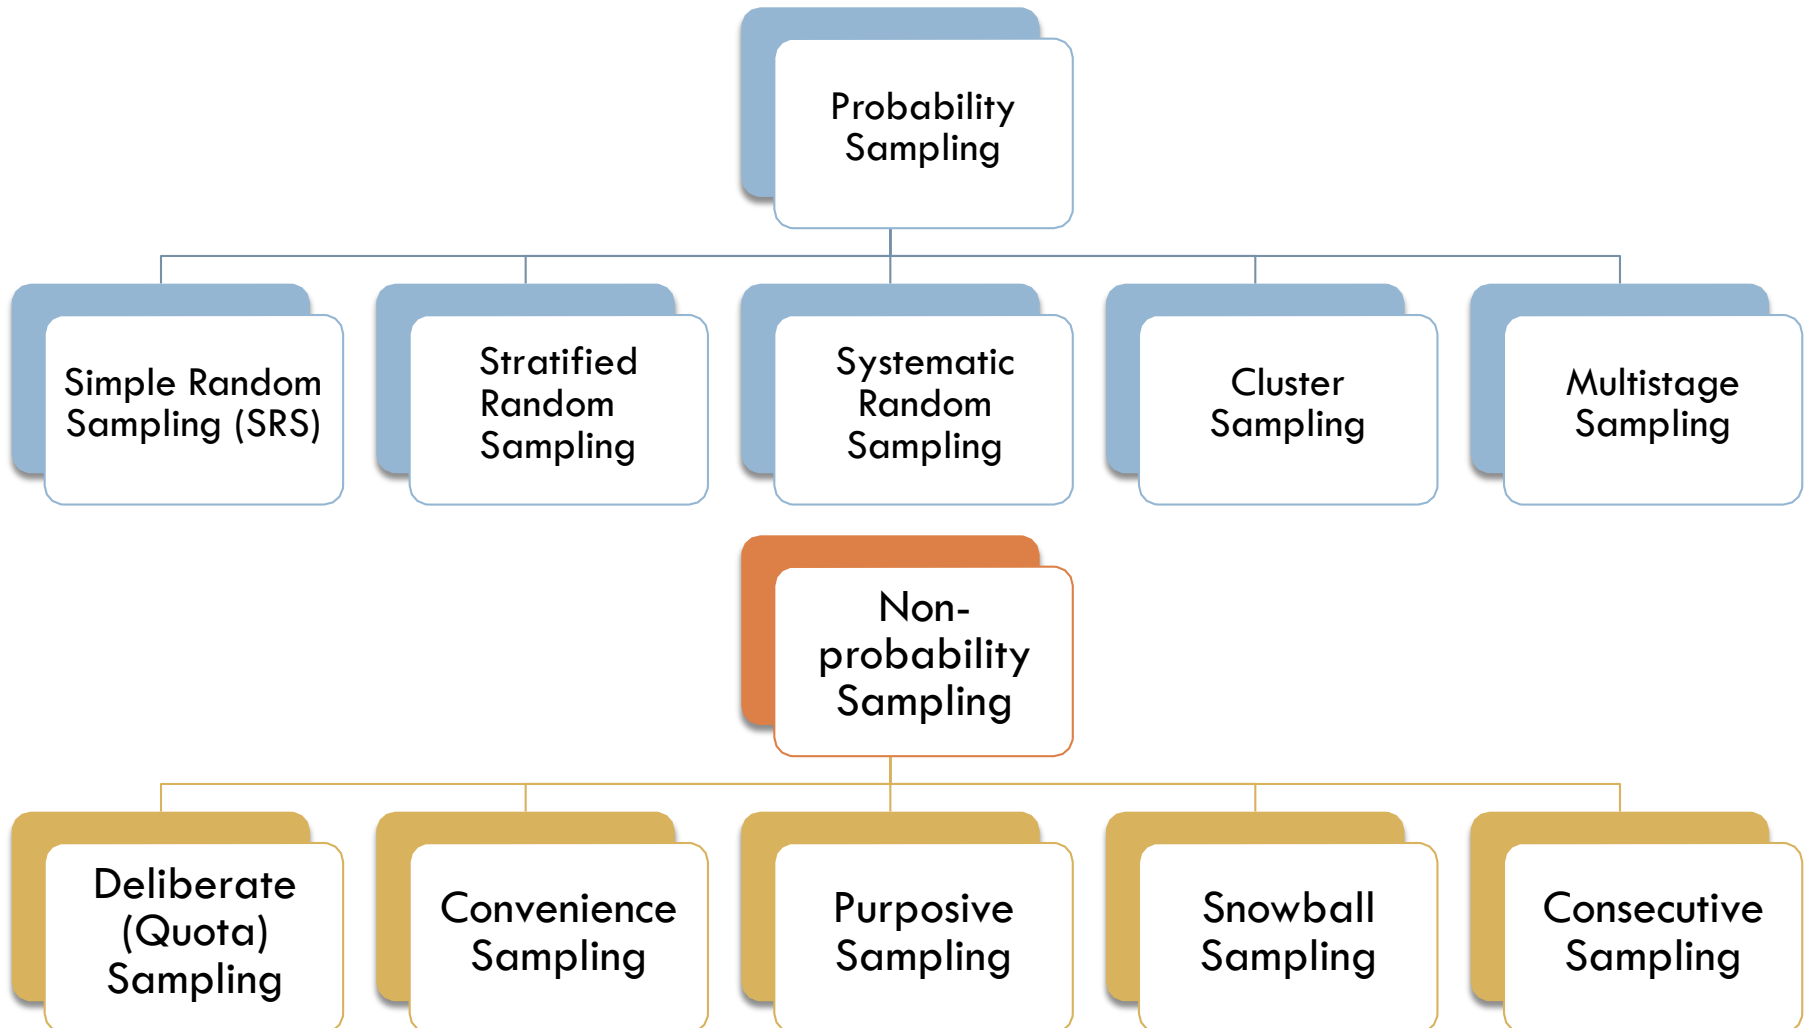 Probability
Sampling
Simple Random
Sampling (SRS)
Stratified
Random
Sampling
Systematic
Random
Sampling
Cluster
Sampling
Multistage
Sampling
Non-
probability
Sampling
Deliberate
(Quota)
Sampling
Convenience
Sampling
Purposive
Sampling
Snowball
Sampling
Consecutive
Sampling